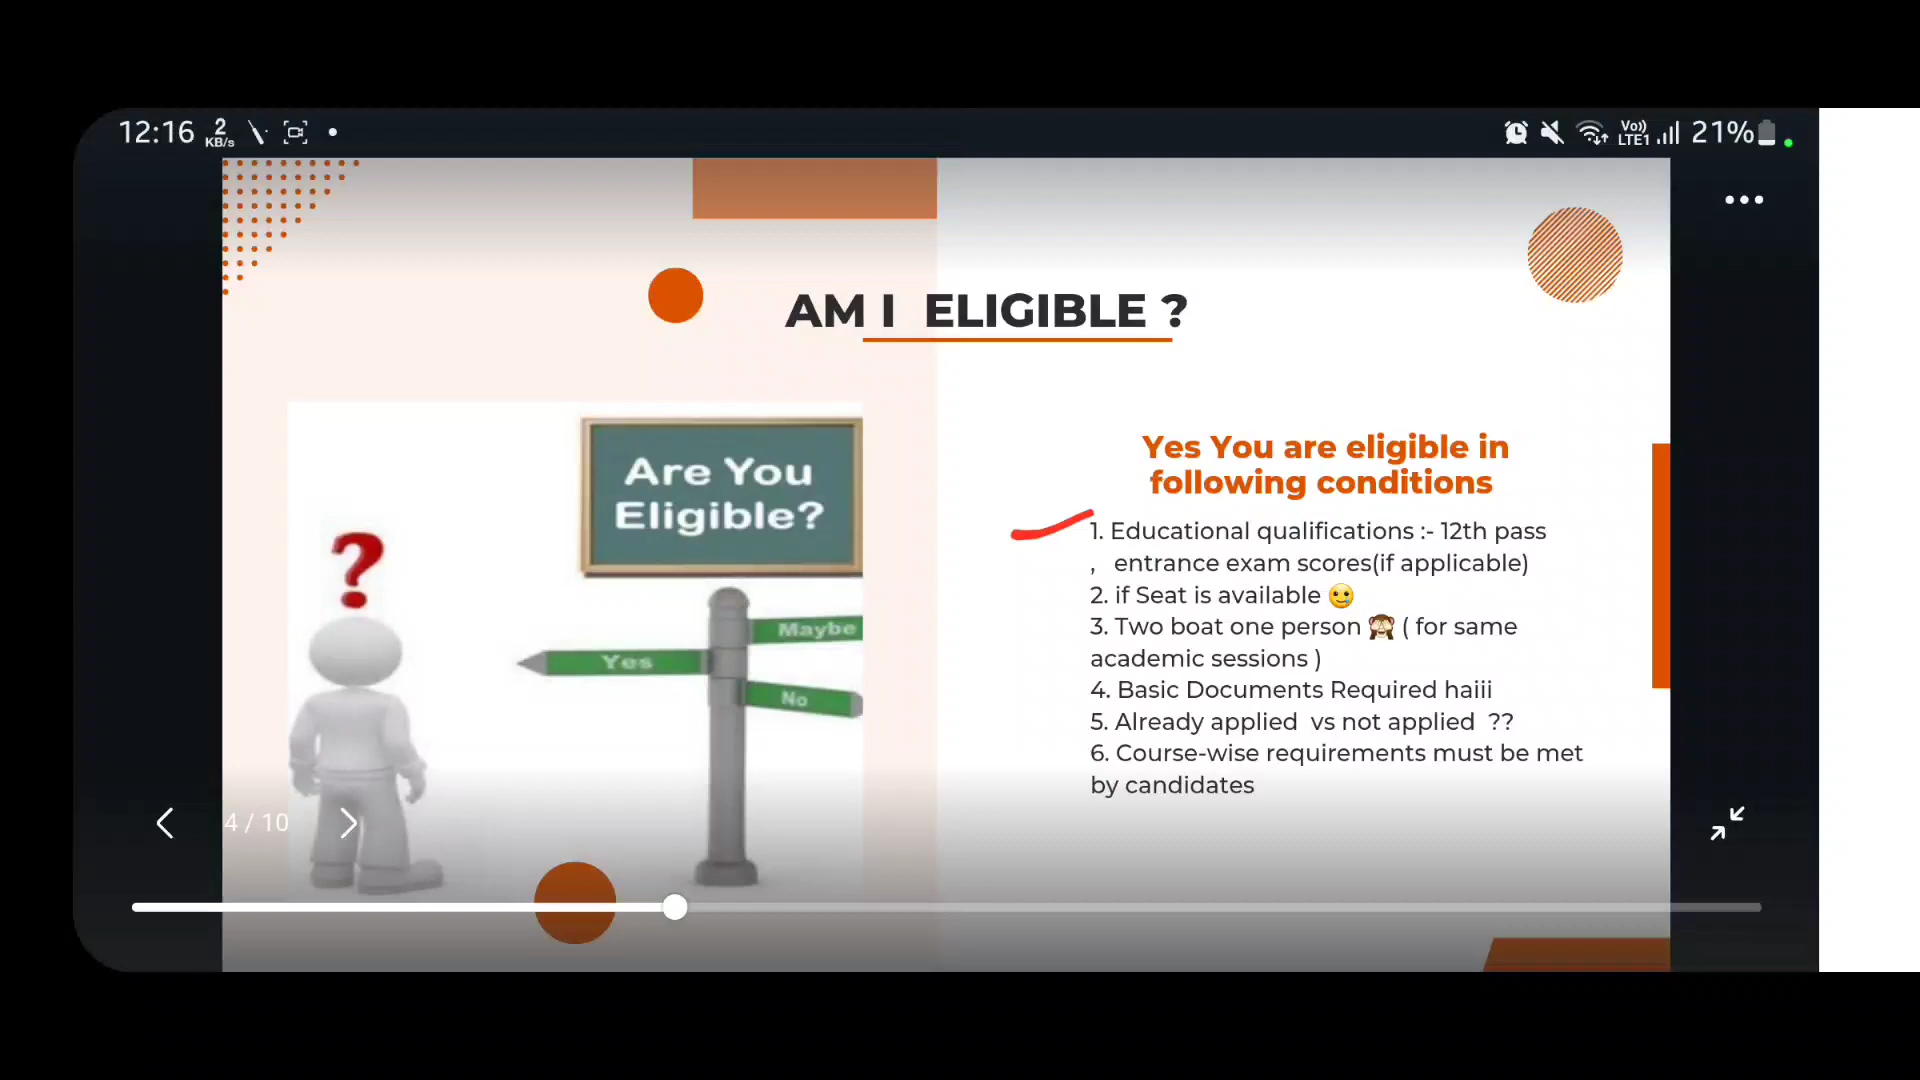 12:16 2 KB/s
Vo)) LTE1 21%
AM I ELIGIBLE ?
Are You
Eligible?
?
Maybe
Yes
No
Yes You are eligible in
following conditions
1. Educational qualifications :- 12th pass
, entrance exam scores(if applicable)
2. if Seat is available 🥲
3. Two boat one person 🙈 ( for same
academic sessions )
4. Basic Documents Required haiii
5. Already applied vs not applied ??
6. Course-wise requirements must be met
by candidates
4 / 10